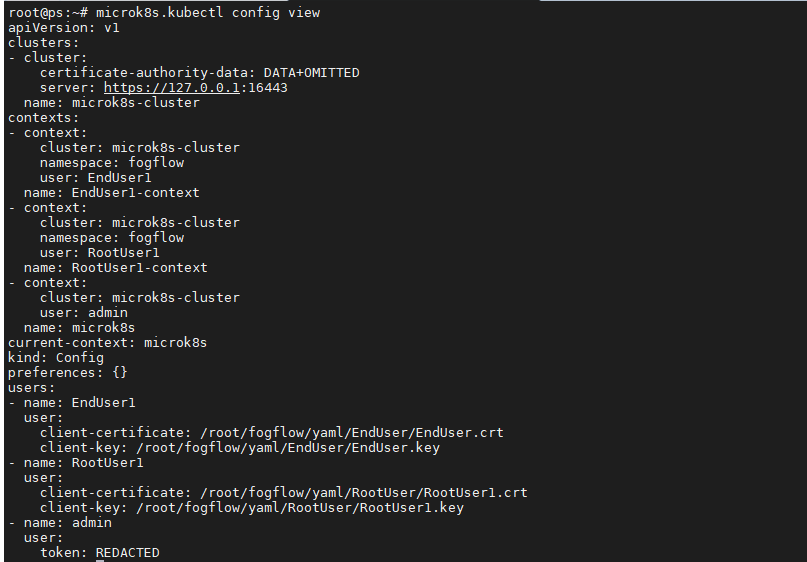 root@ps:~# microk8s.kubectl config view
apiVersion: v1
clusters:
- cluster:
    certificate-authority-data: DATA+OMITTED
    server: https://127.0.0.1:16443
  name: microk8s-cluster
contexts:
- context:
    cluster: microk8s-cluster
    namespace: fogflow
    user: EndUser1
  name: EndUser1-context
- context:
    cluster: microk8s-cluster
    namespace: fogflow
    user: RootUser1
  name: RootUser1-context
- context:
    cluster: microk8s-cluster
    user: admin
  name: microk8s
current-context: microk8s
kind: Config
preferences: {}
users:
- name: EndUser1
  user:
    client-certificate: /root/fogflow/yaml/EndUser/EndUser.crt
    client-key: /root/fogflow/yaml/EndUser/EndUser.key
- name: RootUser1
  user:
    client-certificate: /root/fogflow/yaml/RootUser/RootUser1.crt
    client-key: /root/fogflow/yaml/RootUser/RootUser1.key
- name: admin
  user:
    token: REDACTED